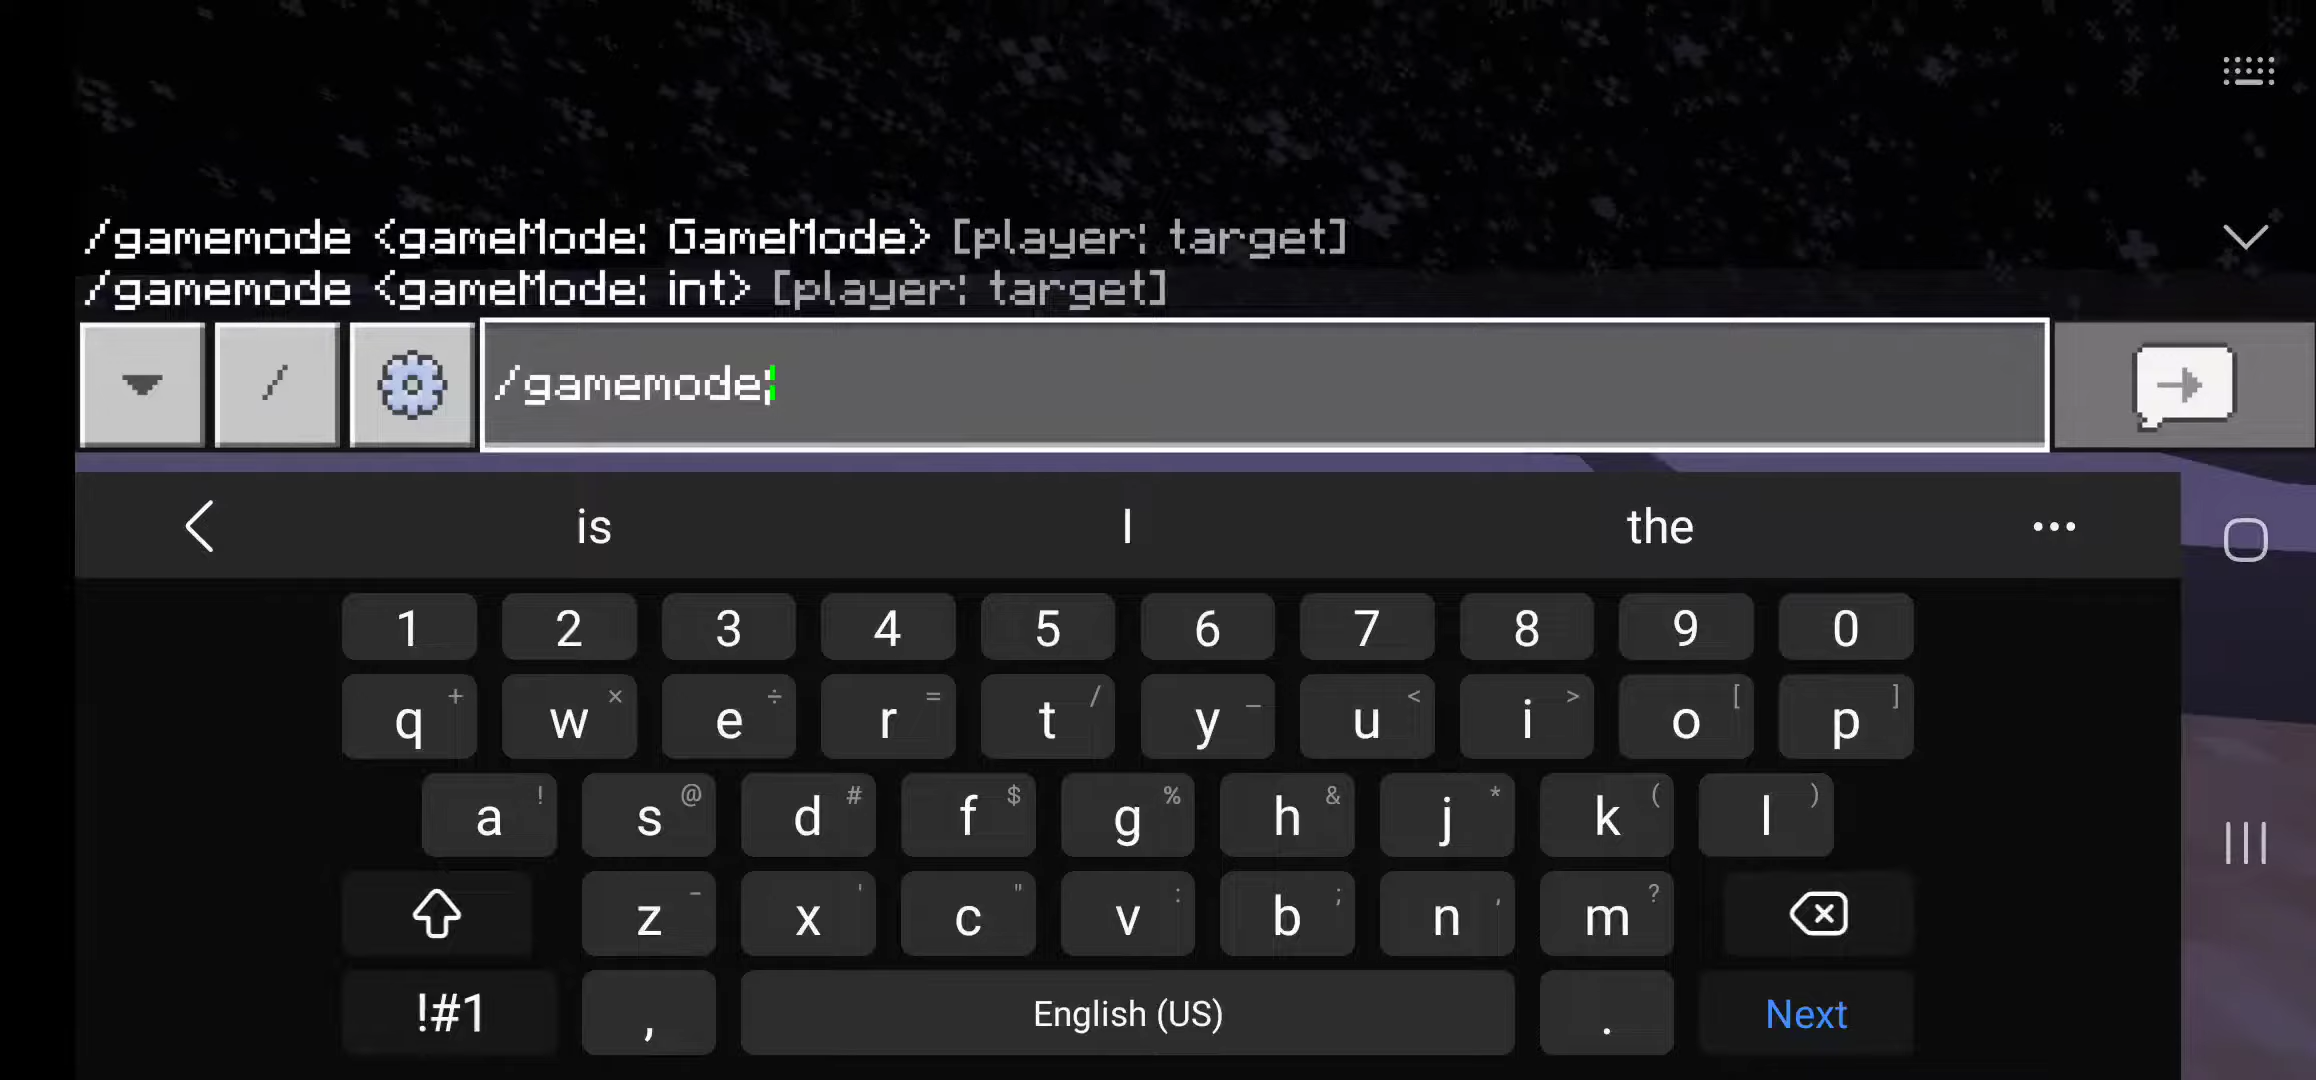 /gamemode <gameMode: GameMode> [player: target]
/gamemode <gameMode: int> [player: target]
/
/gamemode;
is
I
the
1 2 3 4 5 6 7 8 9 0
+ × ÷ = / _ < > [ ]
q w e r t y u i o p
! @ # $ % & * ( )
a s d f g h j k l
- ' " : ; , ?
z x c v b n m
!#1 , English (US) . Next